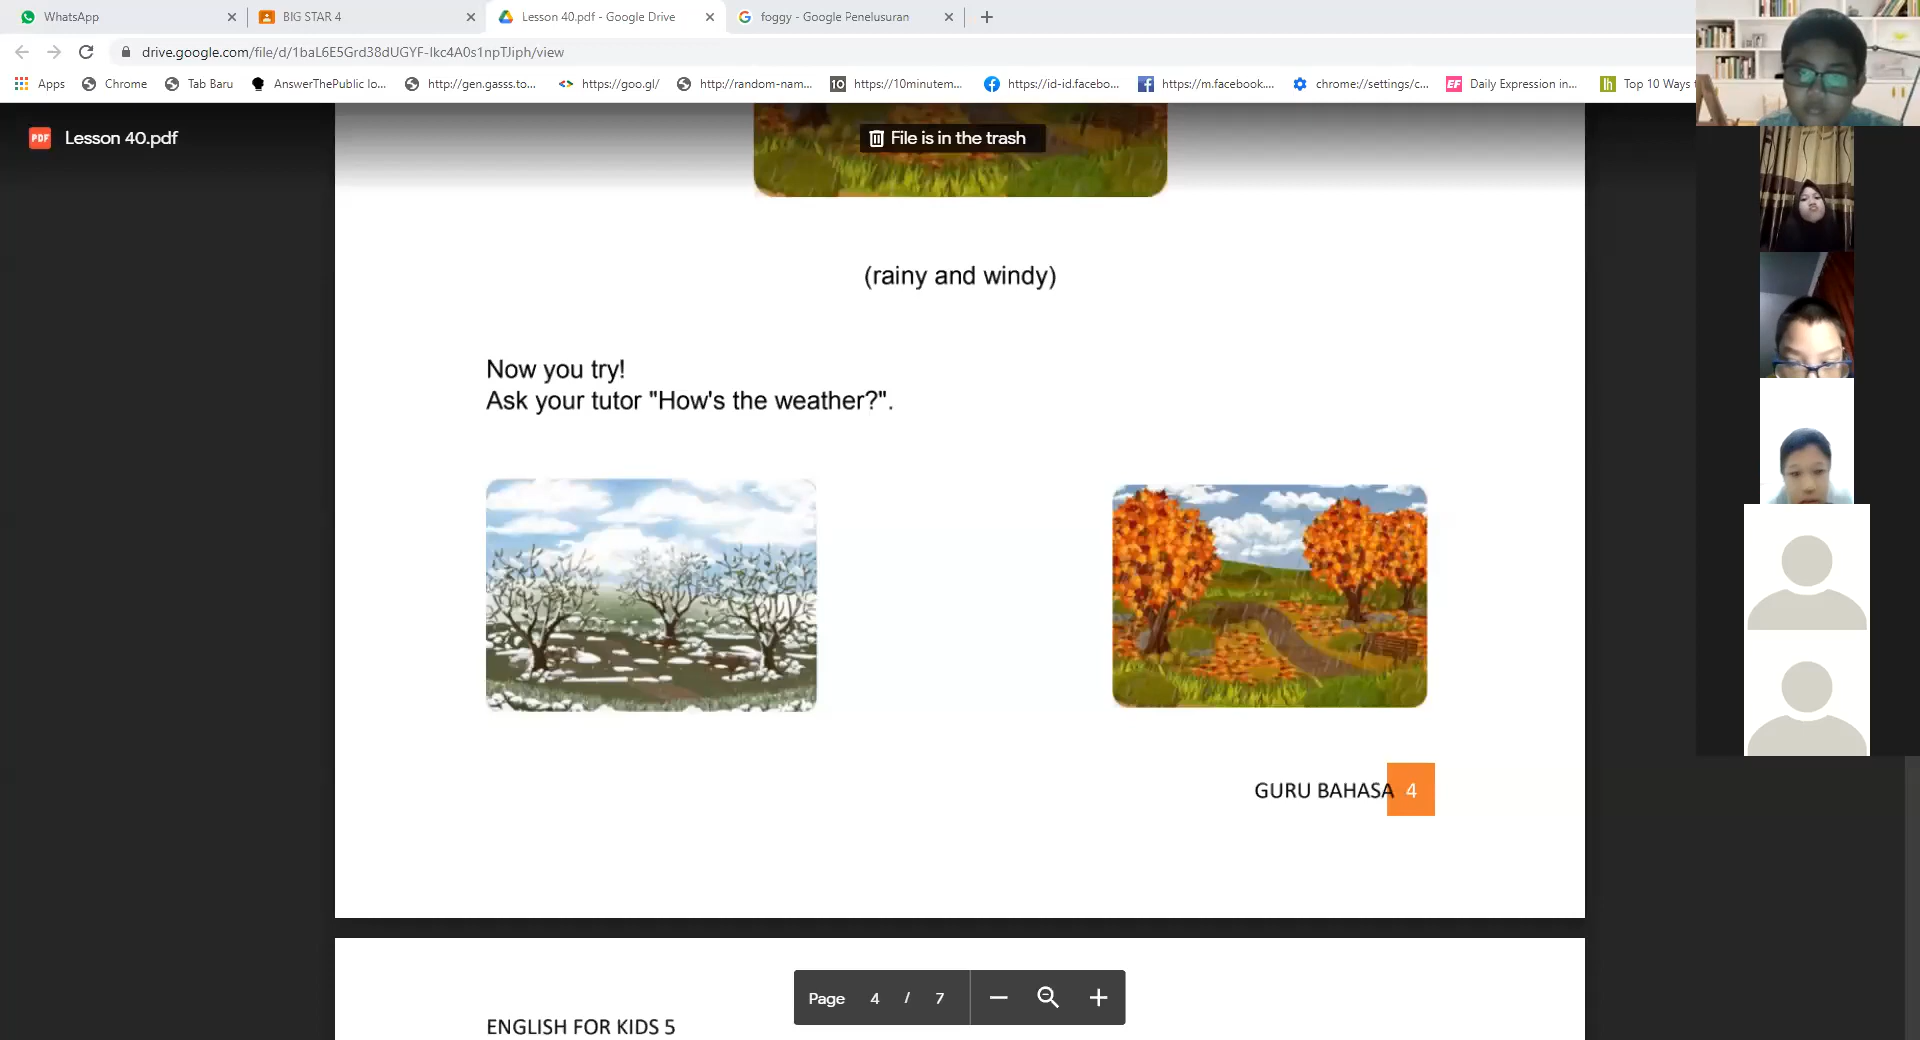 WhatsApp
BIG STAR 4
Lesson 40.pdf - Google Drive
foggy - Google Penelusuran
drive.google.com/file/d/1baL6E5Grd38dUGYF-lkc4A0s1npTJiph/view
Apps
Chrome
Tab Baru
AnswerThePublic lo...
http://gen.gasss.to...
https://goo.gl/
http://random-nam...
10
https://10minutem...
https://id-id.facebo...
https://m.facebook....
chrome://settings/c...
EF
Daily Expression in...
Top 10 Ways
PDF
Lesson 40.pdf
File is in the trash
(rainy and windy)
Now you try!
Ask your tutor "How's the weather?".
GURU BAHASA 4
Page 4 / 7
ENGLISH FOR KIDS 5